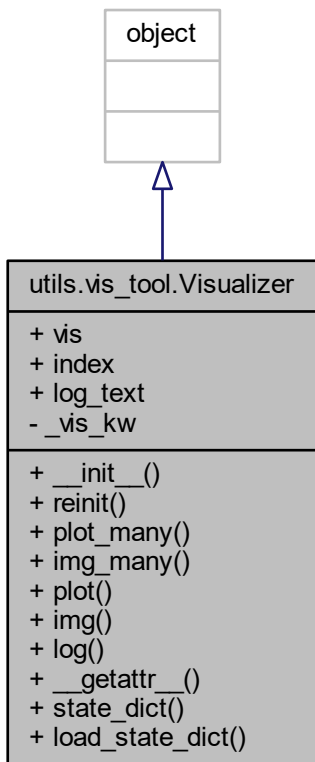 object
utils.vis_tool.Visualizer
+ vis
+ index
+ log_text
- _vis_kw
+ __init__()
+ reinit()
+ plot_many()
+ img_many()
+ plot()
+ img()
+ log()
+ __getattr__()
+ state_dict()
+ load_state_dict()